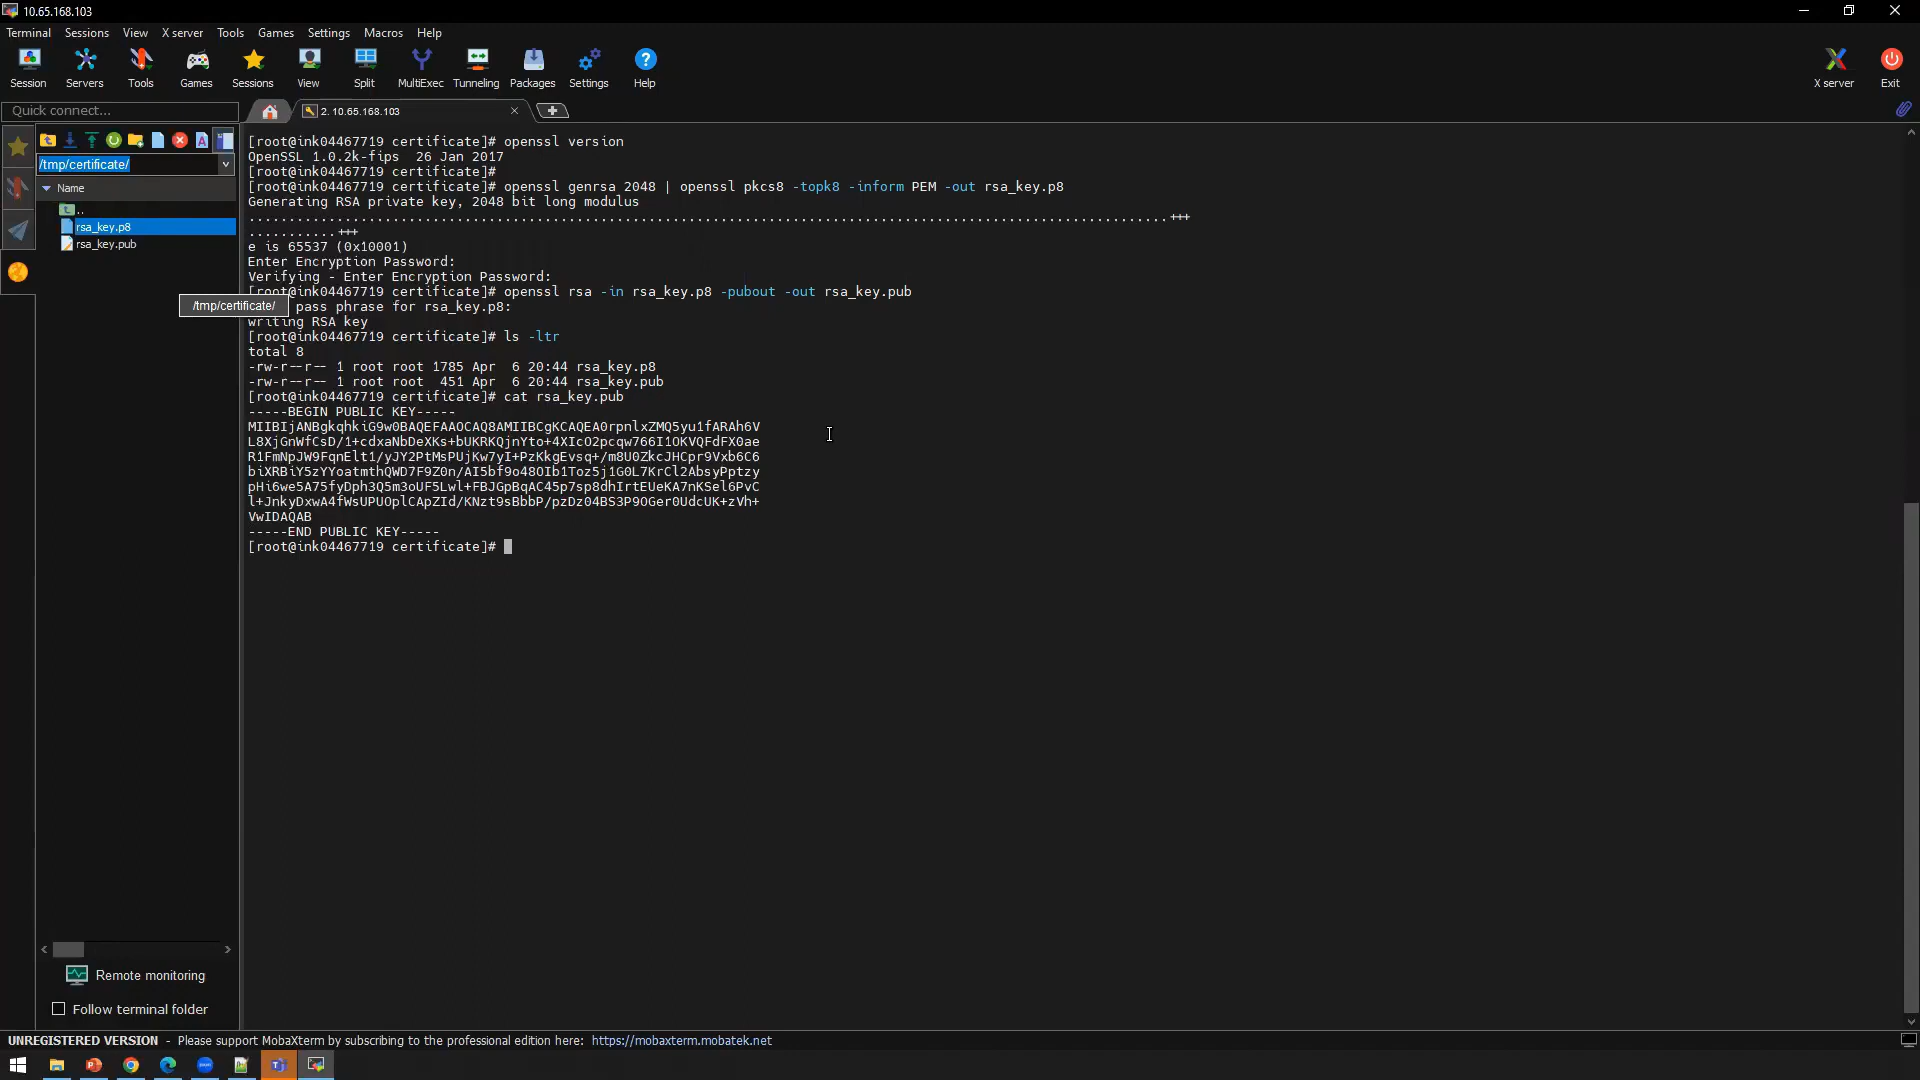 10.65.168.103
Terminal Sessions View X server Tools Games Settings Macros Help
Session Servers Tools Games Sessions View Split MultiExec Tunneling Packages Settings Help X server Exit
Quick connect...
2. 10.65.168.103
/tmp/certificate/
Name
..
rsa_key.p8
rsa_key.pub
/tmp/certificate/
[root@ink04467719 certificate]# openssl version
OpenSSL 1.0.2k-fips  26 Jan 2017
[root@ink04467719 certificate]#
[root@ink04467719 certificate]# openssl genrsa 2048 | openssl pkcs8 -topk8 -inform PEM -out rsa_key.p8
Generating RSA private key, 2048 bit long modulus
...................................................................................................................+++
...........+++
e is 65537 (0x10001)
Enter Encryption Password:
Verifying - Enter Encryption Password:
[root@ink04467719 certificate]# openssl rsa -in rsa_key.p8 -pubout -out rsa_key.pub
pass phrase for rsa_key.p8:
writing RSA key
[root@ink04467719 certificate]# ls -ltr
total 8
-rw-r--r-- 1 root root 1785 Apr  6 20:44 rsa_key.p8
-rw-r--r-- 1 root root  451 Apr  6 20:44 rsa_key.pub
[root@ink04467719 certificate]# cat rsa_key.pub
-----BEGIN PUBLIC KEY-----
MIIBIjANBgkqhkiG9w0BAQEFAAOCAQ8AMIIBCgKCAQEA0rpnlxZMQ5yu1fARAh6V
L8XjGnWfCsD/1+cdxaNbDeXKs+bUKRKQjnYto+4XIcO2pcqw766I1OKVQFdFX0ae
R1FmNpJW9FqnElt1/yJY2PtMsPUjKw7yI+PzKkgEvsq+/m8U0ZkcJHCpr9Vxb6C6
biXRBiY5zYYoatmthQWD7F9Z0n/AI5bf9o48OIb1Toz5j1G0L7KrCl2AbsyPptzy
pHi6we5A75fyDph3Q5m3oUF5Lwl+FBJGpBqAC45p7sp8dhIrtEUeKA7nKSel6PvC
l+JnkyDxwA4fWsUPUOplCApZId/KNzt9sBbbP/pzDz04BS3P9OGer0UdcUK+zVh+
VwIDAQAB
-----END PUBLIC KEY-----
[root@ink04467719 certificate]#
Remote monitoring
Follow terminal folder
UNREGISTERED VERSION - Please support MobaXterm by subscribing to the professional edition here: https://mobaxterm.mobatek.net